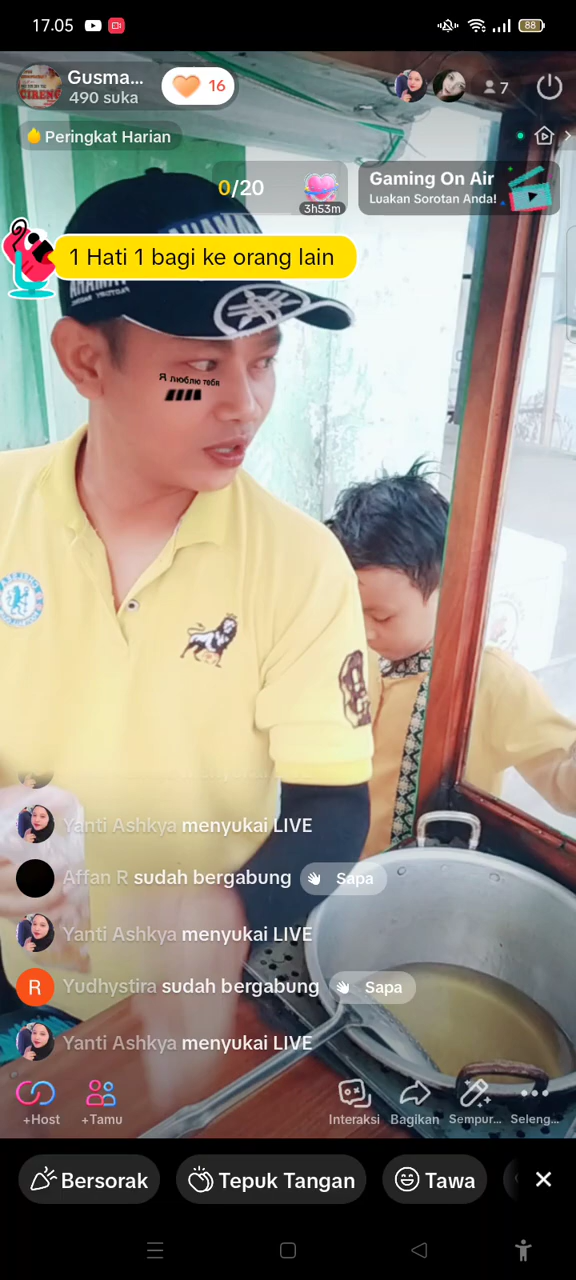 17.05
88
CIRENG
Gusma...
490 suka
16
7
Peringkat Harian
0/20
3h53m
Gaming On Air
Luakan Sorotan Anda!
1 Hati 1 bagi ke orang lain
YAMAHA
Я люблю тебя
Yanti Ashkya menyukai LIVE
Affan R sudah bergabung
Sapa
Yanti Ashkya menyukai LIVE
R
Yudhystira sudah bergabung
Sapa
Yanti Ashkya menyukai LIVE
+Host
+Tamu
Interaksi
Bagikan
Sempur...
Seleng...
Bersorak
Tepuk Tangan
Tawa